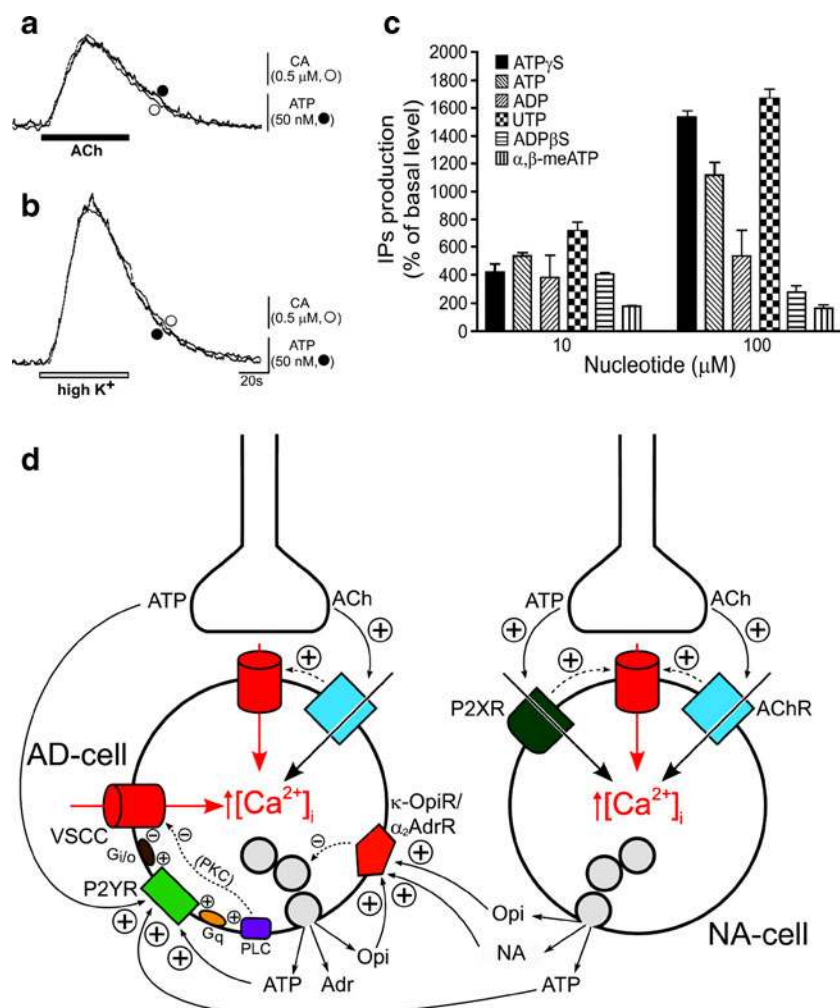 a
CA
(0.5 μM, ○)
ATP
(50 nM, ●)
ACh
b
CA
(0.5 μM, ○)
ATP
(50 nM, ●)
20s
high K⁺
c
IPs production
(% of basal level)
2000
1800
1600
1400
1200
1000
800
600
400
200
0
ATPγS
ATP
ADP
UTP
ADPβS
α,β-meATP
10
100
Nucleotide (μM)
d
ATP
ACh
+
ATP
ACh
+
+
+
+
+
P2XR
AChR
AD-cell
↑[Ca²⁺]i
↑[Ca²⁺]i
κ-OpiR/
α₂AdrR
VSCC
−
−
(PKC)
−
+
Gi/o
+
P2YR
+
+
+
+
Opi
+
+
+
+
Gq
PLC
NA-cell
Opi
NA
ATP
Adr
ATP